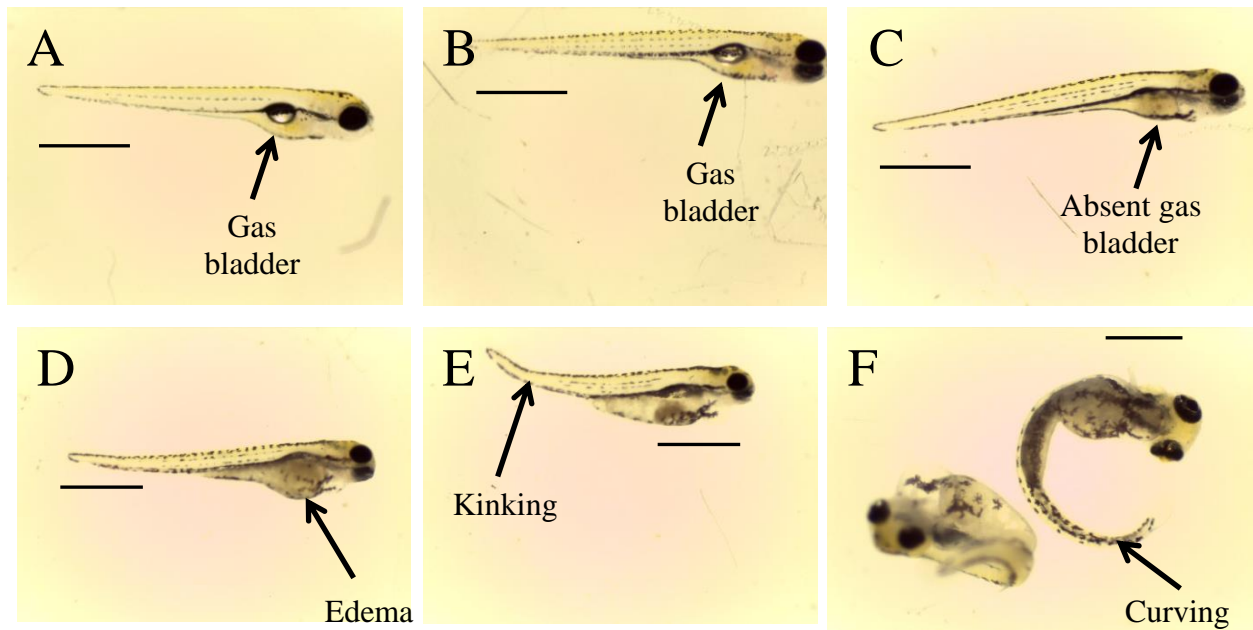 A
Gas
bladder
B
Gas
bladder
C
Absent gas
bladder
D
Edema
E
Kinking
F
Curving